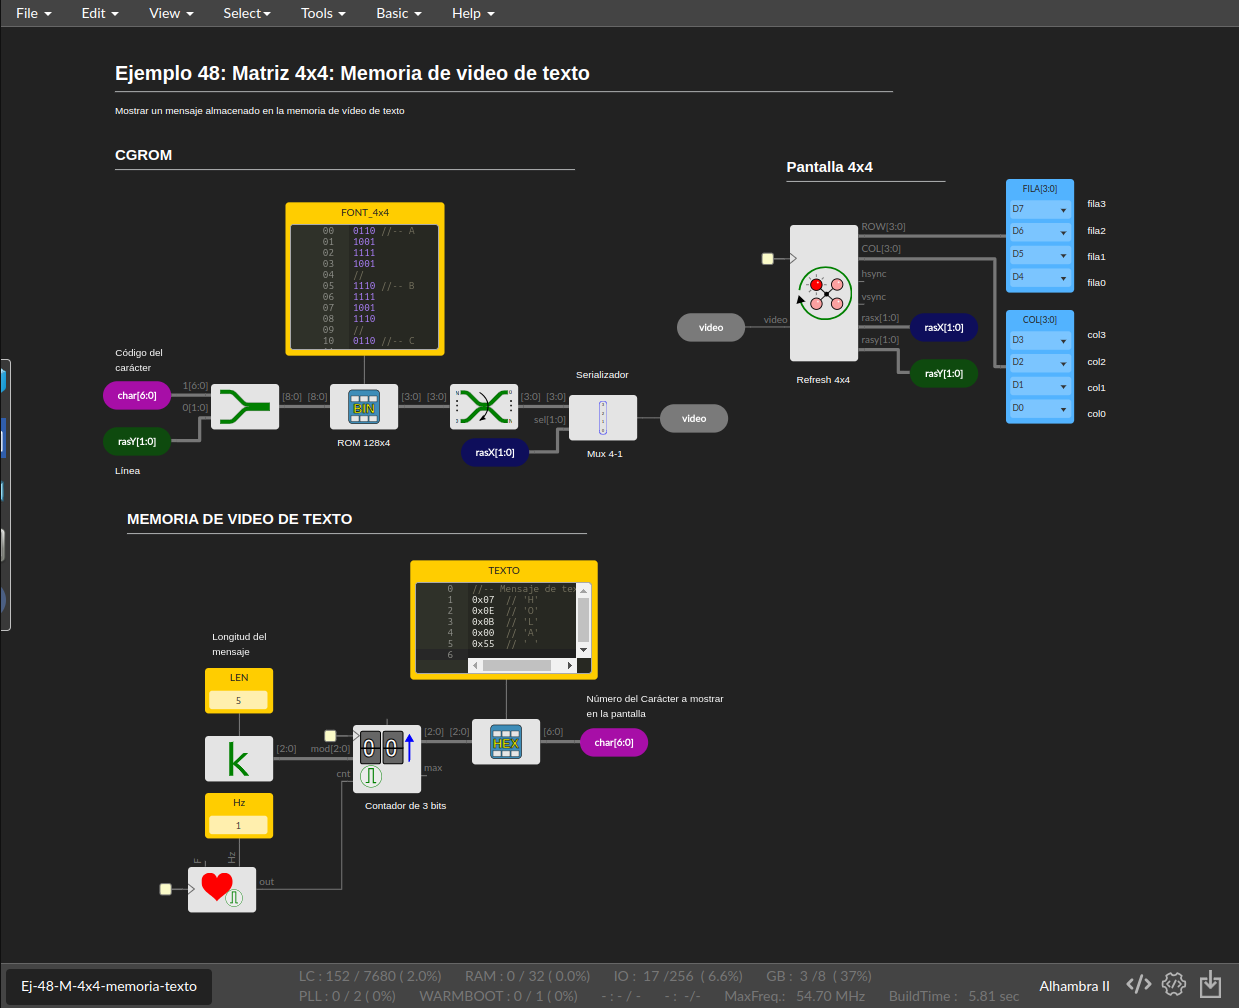 File Edit View Select Tools Basic Help
Ejemplo 48: Matriz 4x4: Memoria de video de texto
Mostrar un mensaje almacenado en la memoria de vídeo de texto
CGROM
FONT_4x4
00 0110 //-- A
01 1001
02 1111
03 1001
04 //
05 1110 //-- B
06 1111
07 1001
08 1110
09 //
10 0110 //-- C
Código del
carácter
char[6:0]
1[6:0]
0[1:0]
rasY[1:0]
Línea
[8:0] [8:0]
BIN
ROM 128x4
[3:0] [3:0]
rasX[1:0]
[3:0] [3:0]
sel[1:0]
Serializador
Mux 4-1
video
Pantalla 4x4
video
video
Refresh 4x4
ROW[3:0]
COL[3:0]
hsync
vsync
rasx[1:0]
rasy[1:0]
rasX[1:0]
rasY[1:0]
FILA[3:0]
D7 fila3
D6 fila2
D5 fila1
D4 fila0
COL[3:0]
D3 col3
D2 col2
D1 col1
D0 col0
MEMORIA DE VIDEO DE TEXTO
TEXTO
0 //-- Mensaje de te
1 0x07 // 'H'
2 0x0E // 'O'
3 0x0B // 'L'
4 0x00 // 'A'
5 0x55 // ' '
6
Longitud del
mensaje
LEN
5
k
[2:0]
mod[2:0]
cnt
00
[2:0] [2:0]
max
Contador de 3 bits
HEX
[6:0]
Número del Carácter a mostrar
en la pantalla
char[6:0]
Hz
1
F
Hz
out
Ej-48-M-4x4-memoria-texto
LC : 152 / 7680 ( 2.0%) RAM : 0 / 32 ( 0.0%) IO : 17 /256 ( 6.6%) GB : 3 /8 ( 37%)
PLL : 0 / 2 ( 0%) WARMBOOT : 0 / 1 ( 0%) - : - / - - : -/- MaxFreq.: 54.70 MHz BuildTime : 5.81 sec
Alhambra II